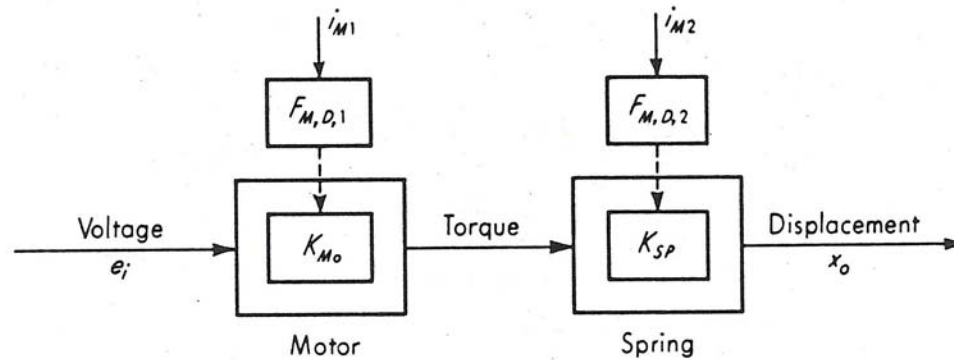 i_M1
i_M2
F_M,D,1
F_M,D,2
Voltage
e_i
K_Mo
Torque
K_SP
Displacement
x_o
Motor
Spring